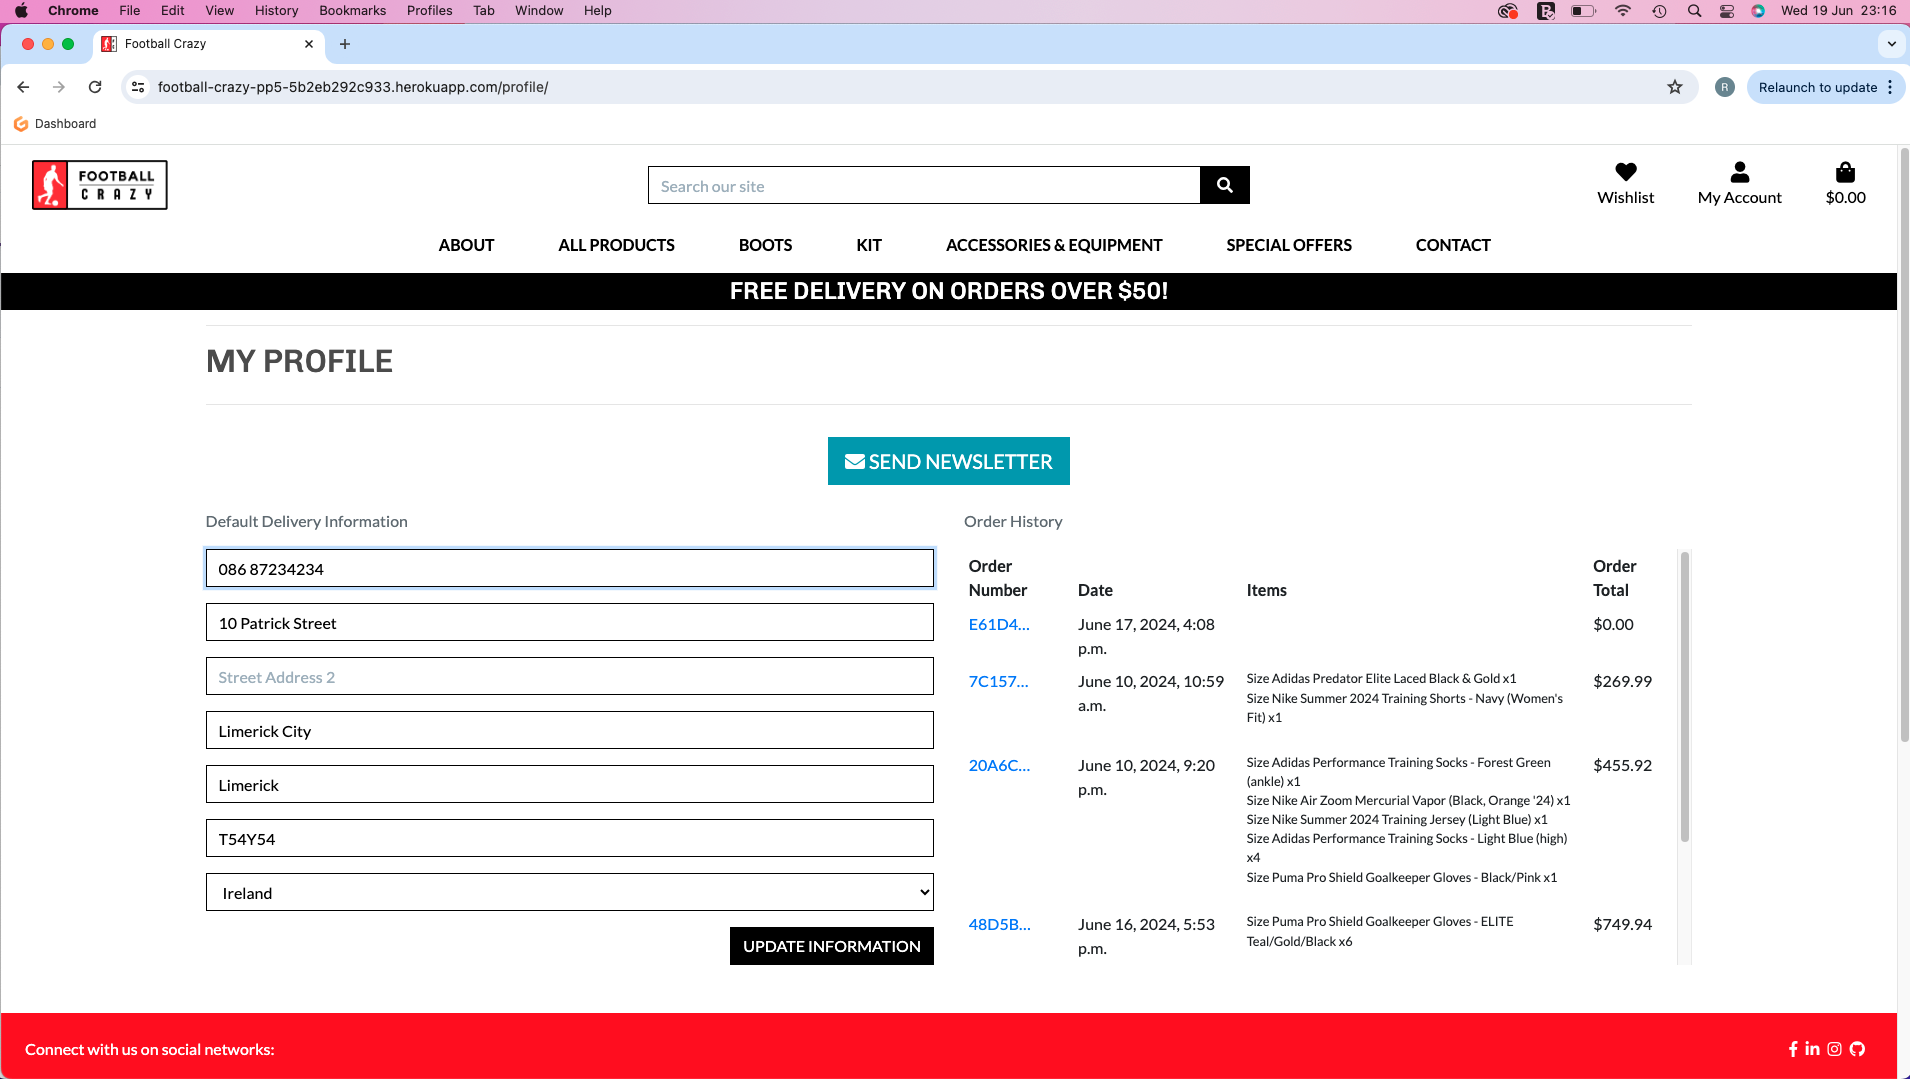 Chrome File Edit View History Bookmarks Profiles Tab Window Help Wed 19 Jun 23:16
Football Crazy
football-crazy-pp5-5b2eb292c933.herokuapp.com/profile/
R
Relaunch to update
Dashboard
FOOTBALL
CRAZY
Search our site
Wishlist
My Account
$0.00
ABOUT ALL PRODUCTS BOOTS KIT ACCESSORIES & EQUIPMENT SPECIAL OFFERS CONTACT
FREE DELIVERY ON ORDERS OVER $50!
MY PROFILE
SEND NEWSLETTER
Default Delivery Information
086 87234234
10 Patrick Street
Street Address 2
Limerick City
Limerick
T54Y54
Ireland
UPDATE INFORMATION
Order History
Order
Number
Date
Items
Order
Total
E61D4...
June 17, 2024, 4:08
p.m.
$0.00
7C157...
June 10, 2024, 10:59
a.m.
Size Adidas Predator Elite Laced Black & Gold x1
Size Nike Summer 2024 Training Shorts - Navy (Women's
Fit) x1
$269.99
20A6C...
June 10, 2024, 9:20
p.m.
Size Adidas Performance Training Socks - Forest Green
(ankle) x1
Size Nike Air Zoom Mercurial Vapor (Black, Orange '24) x1
Size Nike Summer 2024 Training Jersey (Light Blue) x1
Size Adidas Performance Training Socks - Light Blue (high)
x4
Size Puma Pro Shield Goalkeeper Gloves - Black/Pink x1
$455.92
48D5B...
June 16, 2024, 5:53
p.m.
Size Puma Pro Shield Goalkeeper Gloves - ELITE
Teal/Gold/Black x6
$749.94
Connect with us on social networks: